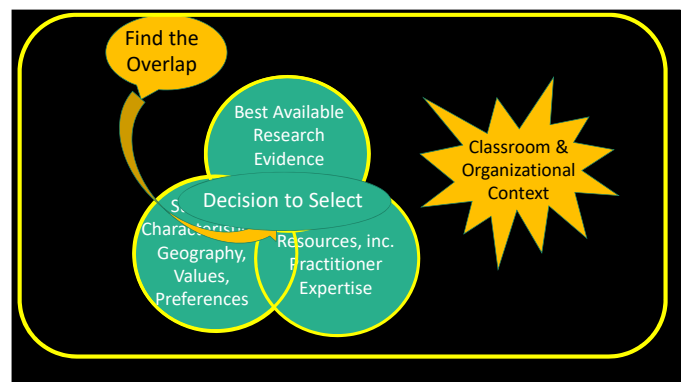 Find the
Overlap
Best Available
Research
Evidence
Classroom &
Organizational
Context
Decision to Select
Geography,
Values,
Preferences
Resources, inc.
Practitioner
Expertise